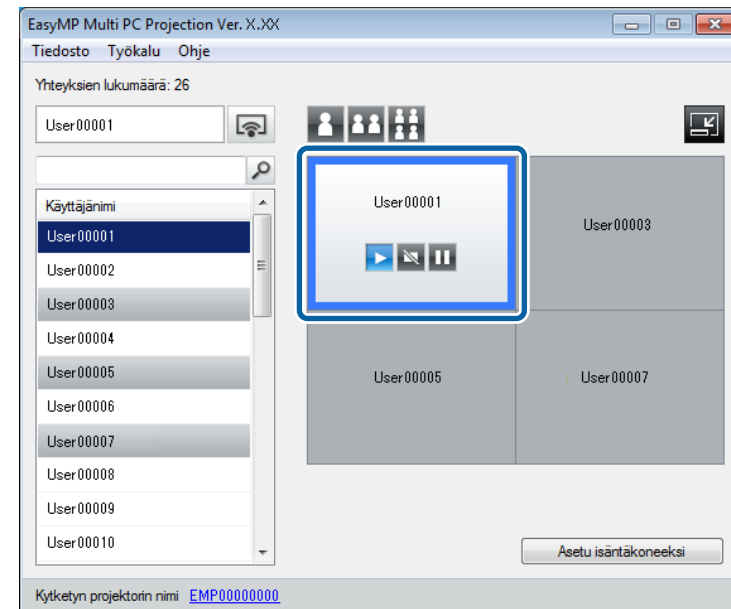 EasyMP Multi PC Projection Ver. X.XX
Tiedosto Työkalu Ohje
Yhteyksien lukumäärä: 26
User00001
Käyttäjänimi
User00001
User00002
User00003
User00004
User00005
User00006
User00007
User00008
User00009
User00010
User00001
User00003
User00005
User00007
Asetu isäntäkoneeksi
Kytketyn projektorin nimi EMP00000000